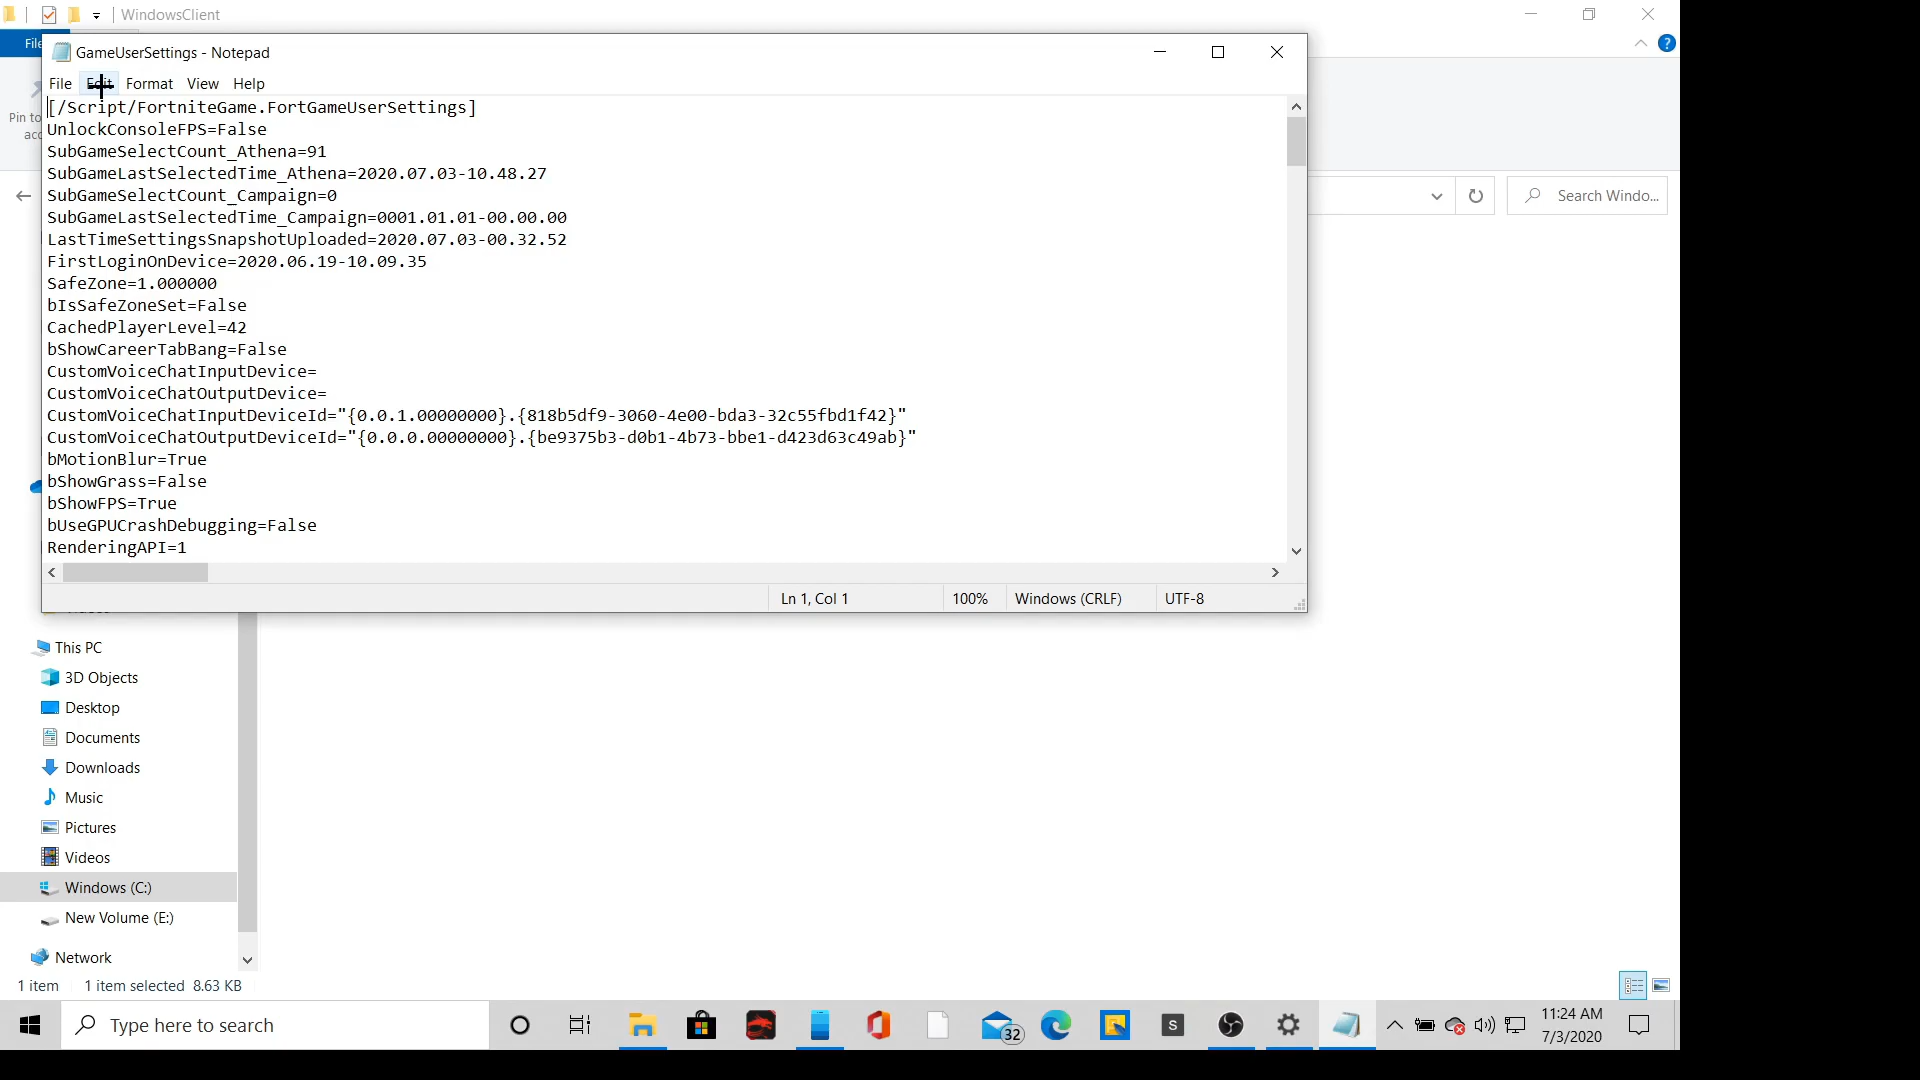 WindowsClient
File
GameUserSettings - Notepad
File Edit Format View Help
[/Script/FortniteGame.FortGameUserSettings]
UnlockConsoleFPS=False
SubGameSelectCount_Athena=91
SubGameLastSelectedTime_Athena=2020.07.03-10.48.27
SubGameSelectCount_Campaign=0
SubGameLastSelectedTime_Campaign=0001.01.01-00.00.00
LastTimeSettingsSnapshotUploaded=2020.07.03-00.32.52
FirstLoginOnDevice=2020.06.19-10.09.35
SafeZone=1.000000
bIsSafeZoneSet=False
CachedPlayerLevel=42
bShowCareerTabBang=False
CustomVoiceChatInputDevice=
CustomVoiceChatOutputDevice=
CustomVoiceChatInputDeviceId="{0.0.1.00000000}.{818b5df9-3060-4e00-bda3-32c55fbd1f42}"
CustomVoiceChatOutputDeviceId="{0.0.0.00000000}.{be9375b3-d0b1-4b73-bbe1-d423d63c49ab}"
bMotionBlur=True
bShowGrass=False
bShowFPS=True
bUseGPUCrashDebugging=False
RenderingAPI=1
Ln 1, Col 1 100% Windows (CRLF) UTF-8
Pin to
Search Windo...
This PC
3D Objects
Desktop
Documents
Downloads
Music
Pictures
Videos
Windows (C:)
New Volume (E:)
Network
1 item 1 item selected 8.63 KB
Type here to search
32
S
11:24 AM
7/3/2020